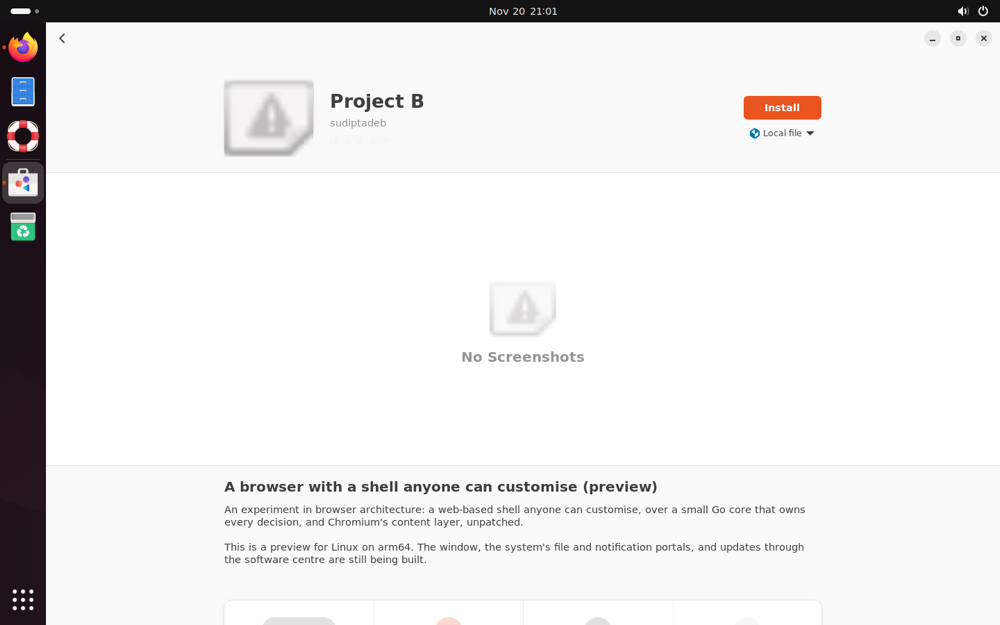 Nov 20 21:01
Project B
sudiptadeb
Install
Local file
No Screenshots
A browser with a shell anyone can customise (preview)
An experiment in browser architecture: a web-based shell anyone can customise, over a small Go core that owns
every decision, and Chromium's content layer, unpatched.
This is a preview for Linux on arm64. The window, the system's file and notification portals, and updates through
the software centre are still being built.